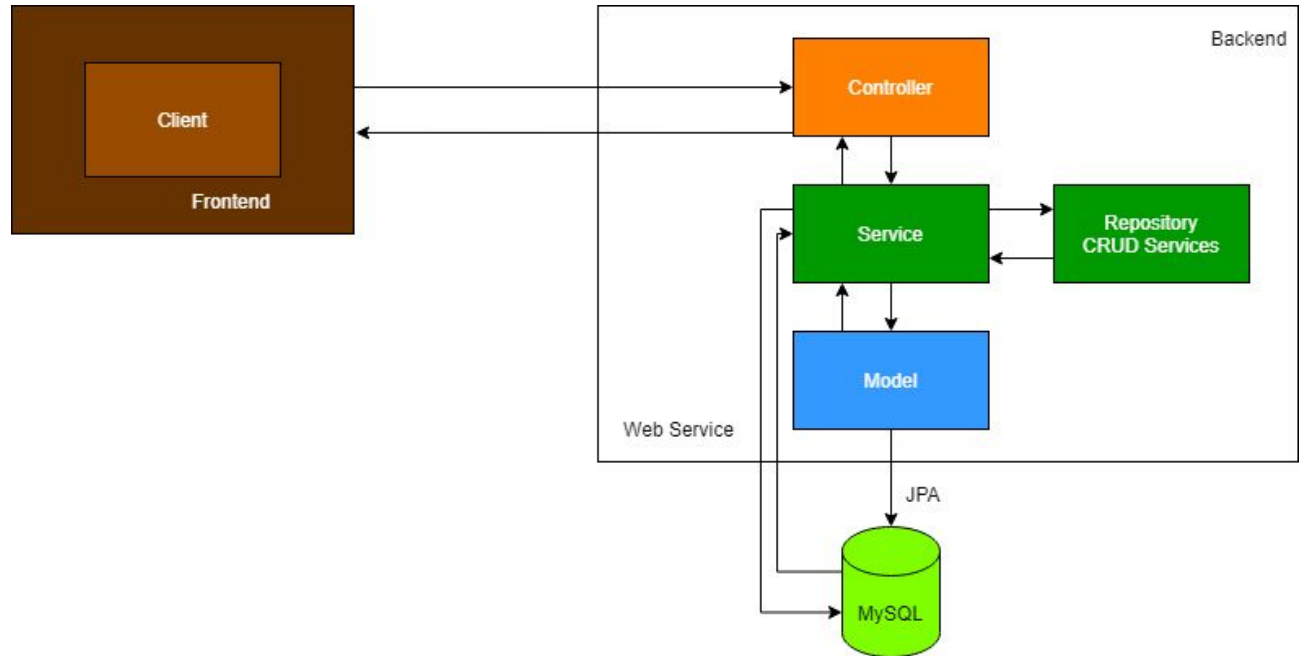 Backend
Controller
Client
Frontend
Service
Repository
CRUD Services
Model
Web Service
JPA
MySQL